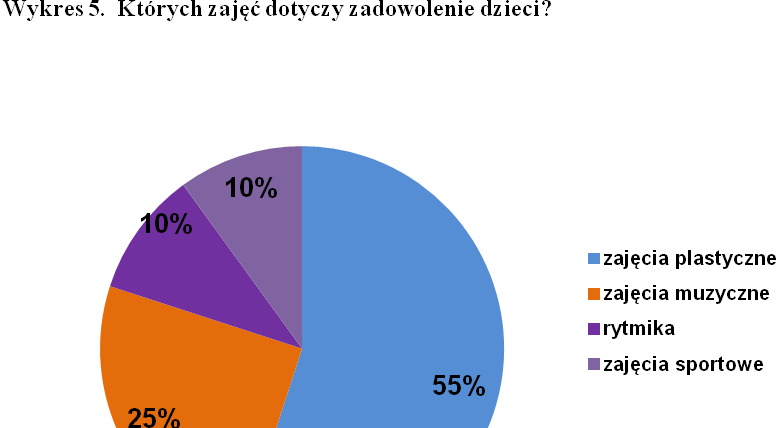 Wykres 5. Których zajęć dotyczy zadowolenie dzieci?
10%
10%
55%
25%
zajęcia plastyczne
zajęcia muzyczne
rytmika
zajęcia sportowe